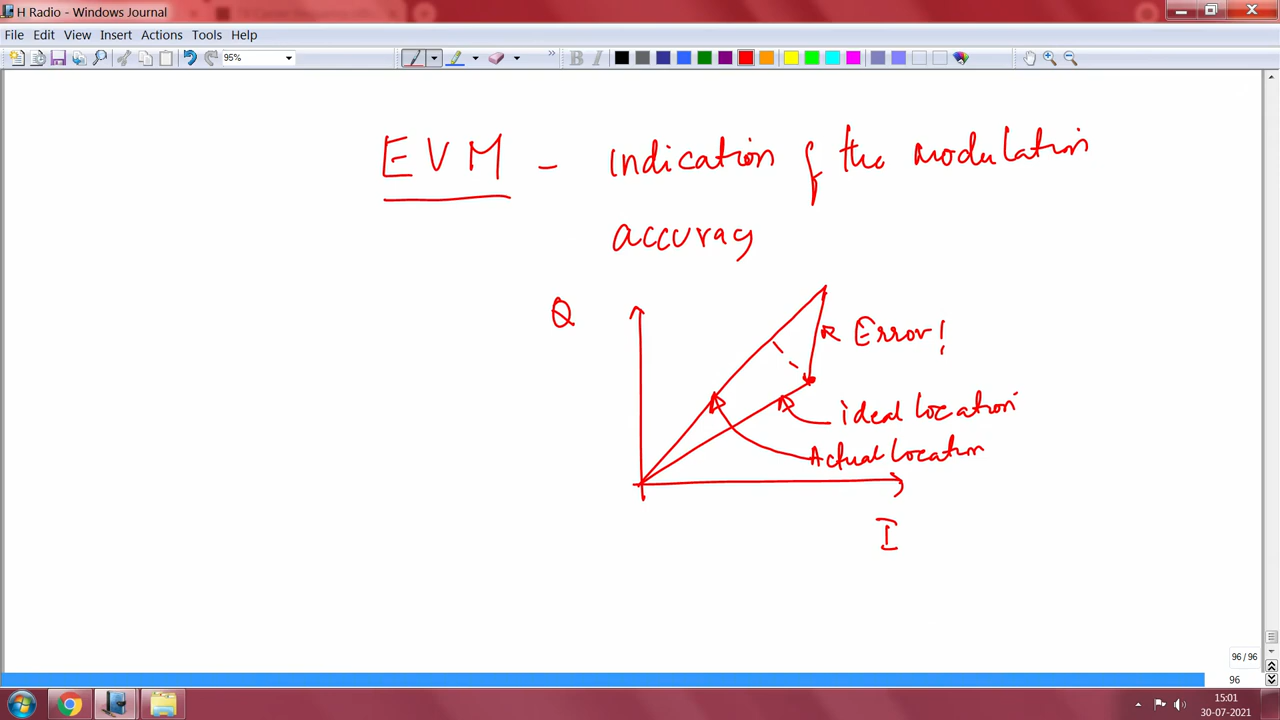 H Radio - Windows Journal
File Edit View Insert Actions Tools Help
95%
EVM - indication of the modulation
accuracy
Q
Error!
ideal location
Actual location
I
96 / 96
96
15:01
30-07-2021